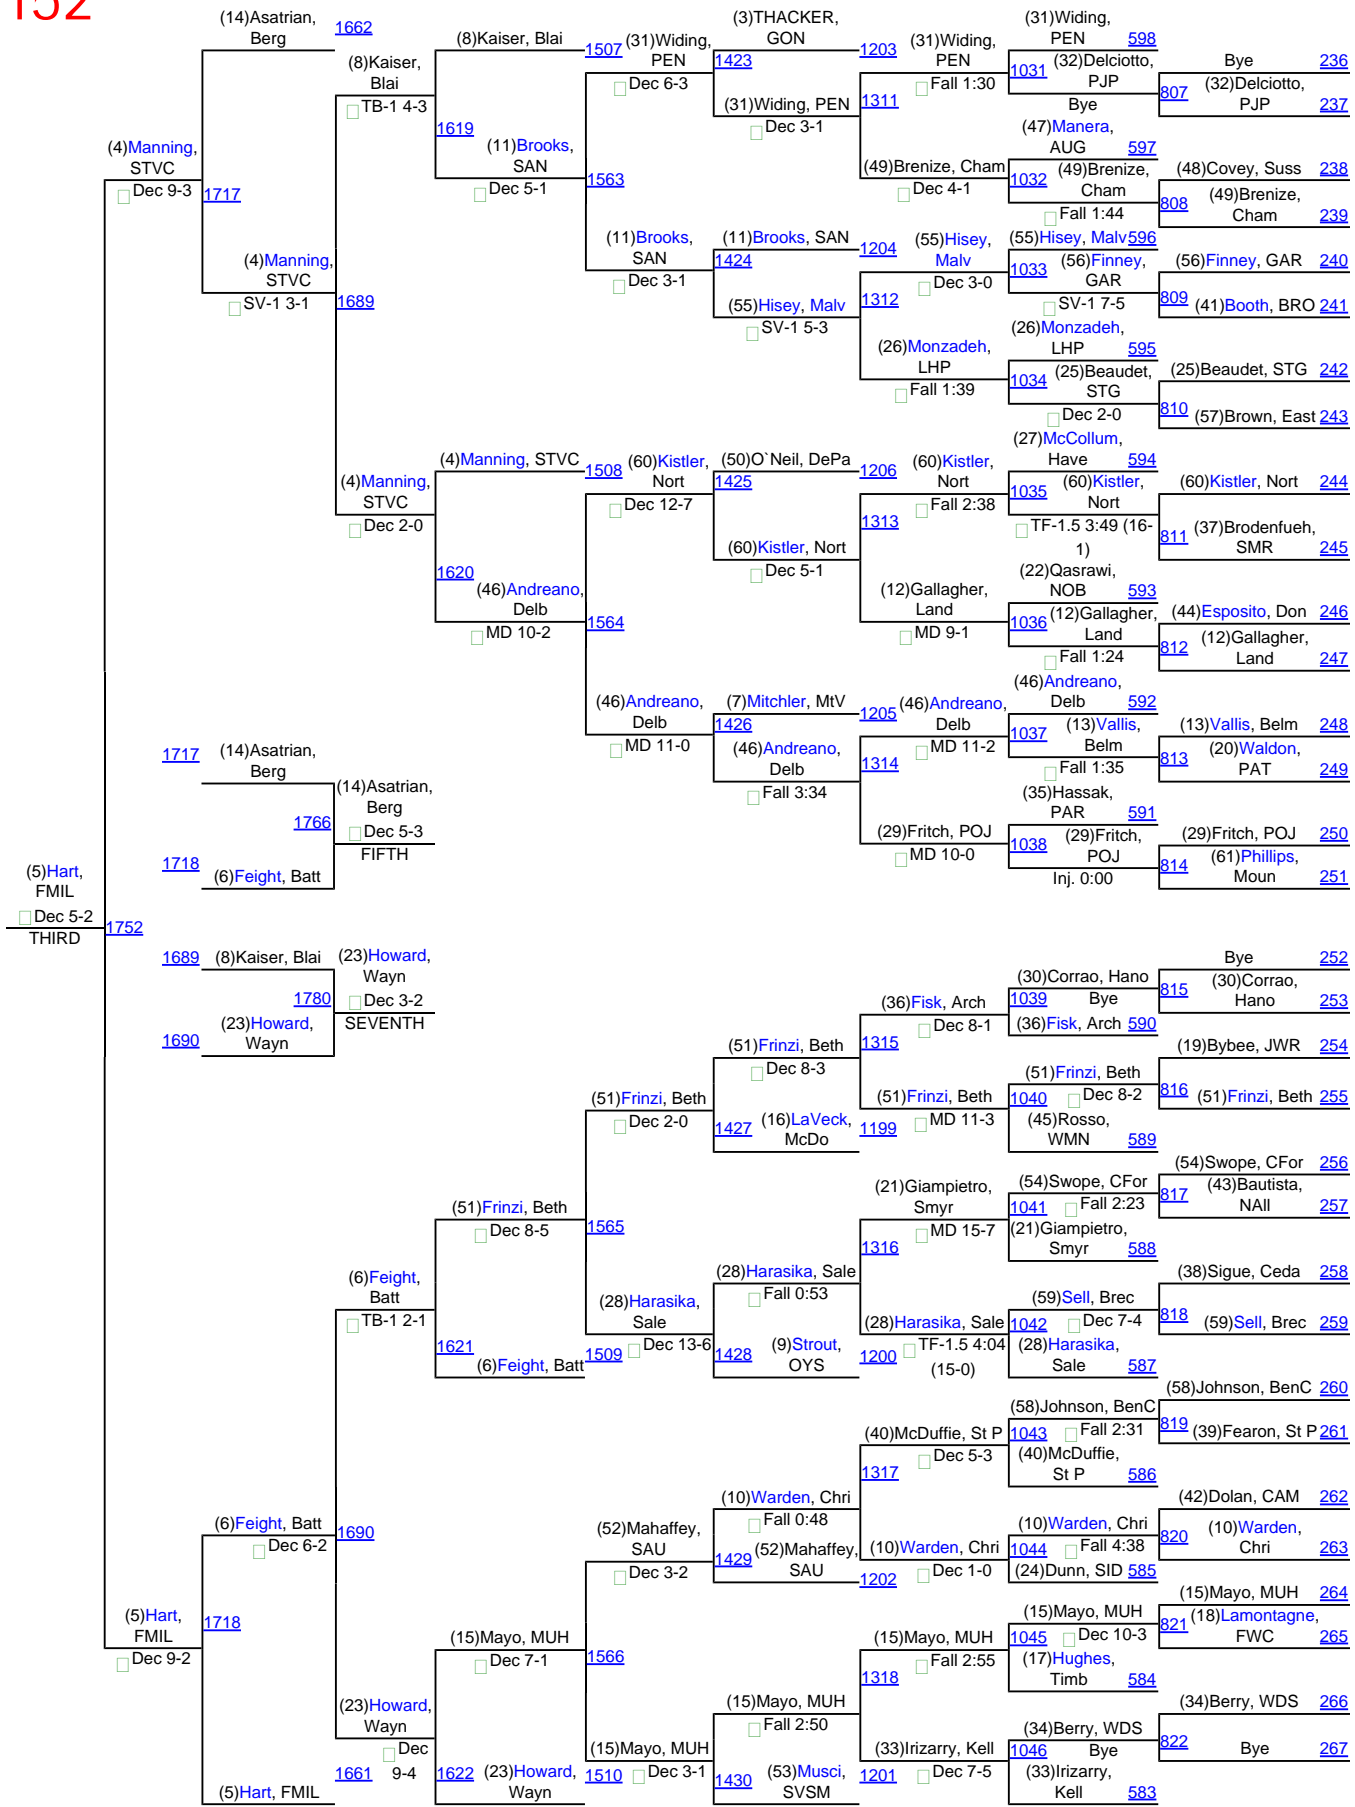 152
(14)Asatrian,
Berg
1662
(8)Kaiser,
Blai
TB-1 4-3
(8)Kaiser, Blai
1507
(31)Widing,
PEN
Dec 6-3
(3)THACKER,
GON
1423
1203
(31)Widing, PEN
Dec 3-1
(31)Widing,
PEN
Fall 1:30
1311
(31)Widing,
PEN
598
1031
(32)Delciotto,
PJP
Bye
Bye
236
807
(32)Delciotto,
PJP
237
(4)Manning,
STVC
Dec 9-3
1717
1619
(11)Brooks,
SAN
Dec 5-1
1563
(49)Brenize, Cham
Dec 4-1
(47)Manera,
AUG
597
1032
(49)Brenize,
Cham
Fall 1:44
(48)Covey, Suss
238
808
(49)Brenize,
Cham
239
(4)Manning,
STVC
SV-1 3-1
1689
(11)Brooks,
SAN
Dec 3-1
(11)Brooks, SAN
1204
1424
(55)Hisey, Malv
SV-1 5-3
(55)Hisey,
Malv
Dec 3-0
1312
(55)Hisey, Malv
596
1033
(56)Finney,
GAR
SV-1 7-5
(56)Finney, GAR
240
809
(41)Booth, BRO
241
(26)Monzadeh,
LHP
Fall 1:39
(26)Monzadeh,
LHP
595
1034
(25)Beaudet,
STG
Dec 2-0
(25)Beaudet, STG
242
810
(57)Brown, East
243
(4)Manning,
STVC
Dec 2-0
(4)Manning, STVC
1508
(60)Kistler,
Nort
Dec 12-7
(50)O`Neil, DePa
1206
1425
(60)Kistler, Nort
Dec 5-1
(60)Kistler,
Nort
Fall 2:38
1313
(27)McCollum,
Have
594
1035
(60)Kistler,
Nort
TF-1.5 3:49 (16-
1)
(60)Kistler, Nort
244
811
(37)Brodenfueh,
SMR
245
1620
(46)Andreano,
Delb
MD 10-2
1564
(12)Gallagher,
Land
MD 9-1
(22)Qasrawi,
NOB
593
1036
(12)Gallagher,
Land
Fall 1:24
(44)Esposito, Don
246
812
(12)Gallagher,
Land
247
(46)Andreano,
Delb
MD 11-0
(7)Mitchler, MtV
1205
1426
(46)Andreano,
Delb
Fall 3:34
(46)Andreano,
Delb
MD 11-2
1314
(46)Andreano,
Delb
592
1037
(13)Vallis,
Belm
Fall 1:35
(13)Vallis, Belm
248
813
(20)Waldon,
PAT
249
1717
(14)Asatrian,
Berg
1766
(14)Asatrian,
Berg
Dec 5-3
FIFTH
1718
(6)Feight, Batt
(29)Fritch, POJ
MD 10-0
(35)Hassak,
PAR
591
1038
(29)Fritch,
POJ
Inj. 0:00
(29)Fritch, POJ
250
814
(61)Phillips,
Moun
251
(5)Hart,
FMIL
Dec 5-2
THIRD
1752
1689
(8)Kaiser, Blai
1780
(23)Howard,
Wayn
Dec 3-2
SEVENTH
1690
(23)Howard,
Wayn
(36)Fisk, Arch
Dec 8-1
(30)Corrao, Hano
1039
Bye
(36)Fisk, Arch
590
Bye
252
815
(30)Corrao,
Hano
253
(51)Frinzi, Beth
Dec 8-3
1315
(51)Frinzi, Beth
Dec 2-0
1427
(16)LaVeck,
McDo
1199
(51)Frinzi, Beth
MD 11-3
(51)Frinzi, Beth
1040
Dec 8-2
(45)Rosso,
WMN
589
(19)Bybee, JWR
254
816
(51)Frinzi, Beth
255
(51)Frinzi, Beth
Dec 8-5
1565
(21)Giampietro,
Smyr
MD 15-7
1316
(54)Swope, CFor
1041
Fall 2:23
(21)Giampietro,
Smyr
588
(54)Swope, CFor
256
817
(43)Bautista,
NAll
257
(6)Feight,
Batt
TB-1 2-1
(28)Harasika,
Sale
Dec 13-6
(28)Harasika, Sale
Fall 0:53
1428
(9)Strout,
OYS
1200
(28)Harasika, Sale
TF-1.5 4:04
(15-0)
(59)Sell, Brec
1042
Dec 7-4
(28)Harasika,
Sale
587
(38)Sigue, Ceda
258
818
(59)Sell, Brec
259
1621
(6)Feight, Batt
1509
(40)McDuffie, St P
Dec 5-3
1317
(58)Johnson, BenC
1043
Fall 2:31
(40)McDuffie,
St P
586
(58)Johnson, BenC
260
819
(39)Fearon, St P
261
(6)Feight, Batt
Dec 6-2
1690
(52)Mahaffey,
SAU
Dec 3-2
(10)Warden, Chri
Fall 0:48
1429
(52)Mahaffey,
SAU
1202
(10)Warden, Chri
Dec 1-0
(10)Warden, Chri
1044
Fall 4:38
(24)Dunn, SID
585
(42)Dolan, CAM
262
820
(10)Warden,
Chri
263
(5)Hart,
FMIL
Dec 9-2
1718
(15)Mayo, MUH
Dec 7-1
1566
(15)Mayo, MUH
Fall 2:55
1318
(15)Mayo, MUH
1045
Dec 10-3
(17)Hughes,
Timb
584
(15)Mayo, MUH
264
821
(18)Lamontagne,
FWC
265
(23)Howard,
Wayn
Dec
9-4
(15)Mayo, MUH
Dec 3-1
(15)Mayo, MUH
Fall 2:50
1430
(53)Musci,
SVSM
1201
(33)Irizarry, Kell
Dec 7-5
(34)Berry, WDS
1046
Bye
(33)Irizarry,
Kell
583
(34)Berry, WDS
266
822
Bye
267
1661
(5)Hart, FMIL
1622
(23)Howard,
Wayn
1510